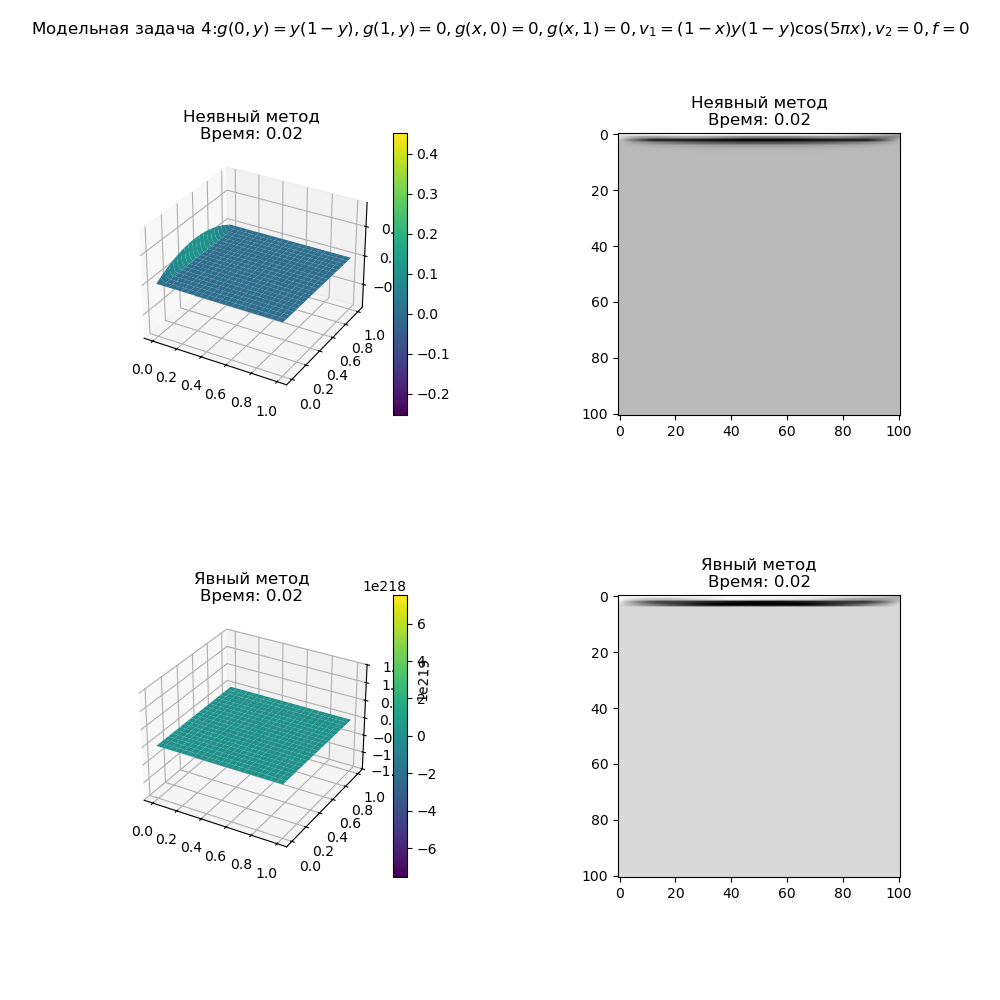 Модельная задача 4:g(0, y) = y(1 − y), g(1, y) = 0, g(x, 0) = 0, g(x, 1) = 0, v₁ = (1 − x)y(1 − y)cos(5πx), v₂ = 0, f = 0
Неявный метод
Время: 0.02
0.4
0.3
0.2
0.1
0.0
−0.1
−0.2
0.0 0.2 0.4 0.6 0.8 1.0
0.0 0.2 0.4 0.6 0.8 1.0
Неявный метод
Время: 0.02
0
20
40
60
80
100
0 20 40 60 80 100
Явный метод
Время: 0.02
1e218
6
4
2
0
−2
−4
−6
1e219
0.0 0.2 0.4 0.6 0.8 1.0
0.0 0.2 0.4 0.6 0.8 1.0
Явный метод
Время: 0.02
0
20
40
60
80
100
0 20 40 60 80 100